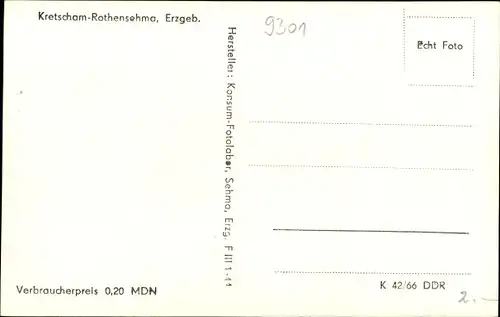 Kretscham-Rothensehma, Erzgeb.
9301
Echt Foto
Hersteller: Konsum-Fotolabor, Sehma, Erzg. F III 1-11
Verbraucherpreis 0,20 MDN
K 42/66 DDR
2.-